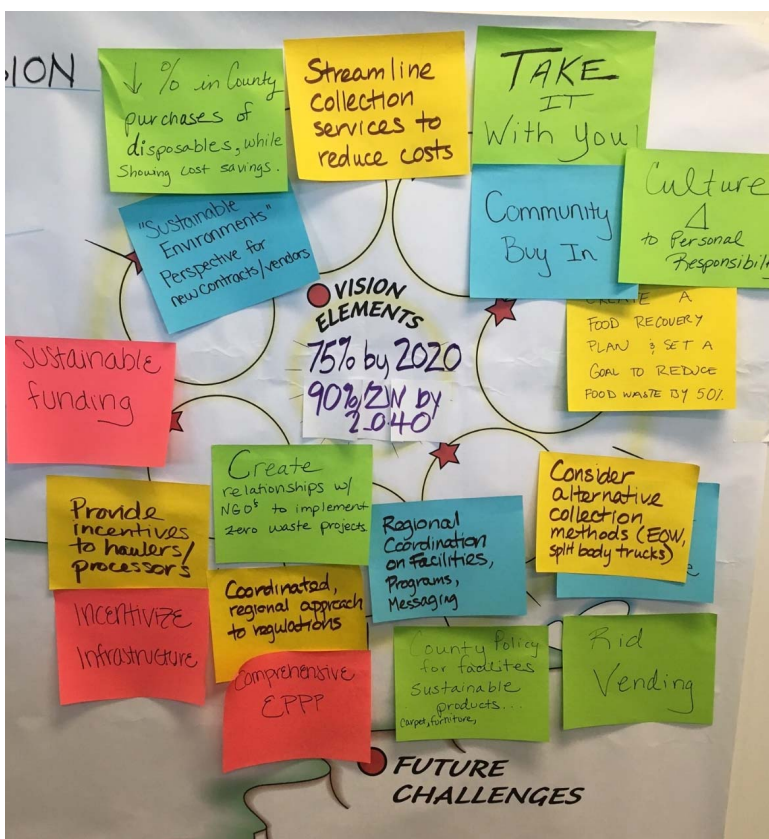 ION
↓ % in County
purchases of
disposables, while
showing cost savings.
Streamline
collection
services to
reduce costs
TAKE
IT
With You!
"Sustainable
Environments"
Perspective for
new contracts/vendors
Community
Buy In
Culture
Δ
to Personal
Responsibilit
VISION
ELEMENTS
75% by 2020
90%/ZW by
2040
CREATE A
FOOD RECOVERY
PLAN & SET A
GOAL TO REDUCE
FOOD WASTE BY 50%.
Sustainable
funding
Provide
incentives
to haulers/
processors
Create
relationships w/
NGOs to implement
zero waste projects
Regional
Coordination
on Facilities,
Programs,
Messaging
Consider
alternative
collection
methods (EOW,
split body trucks)
Incentivize
Infrastructure
Coordinated,
regional approach
to regulations
Comprehensive
EPPP
County Policy
for facilites
sustainable
products...
carpet, furniture,
Rid
Vending
FUTURE
CHALLENGES